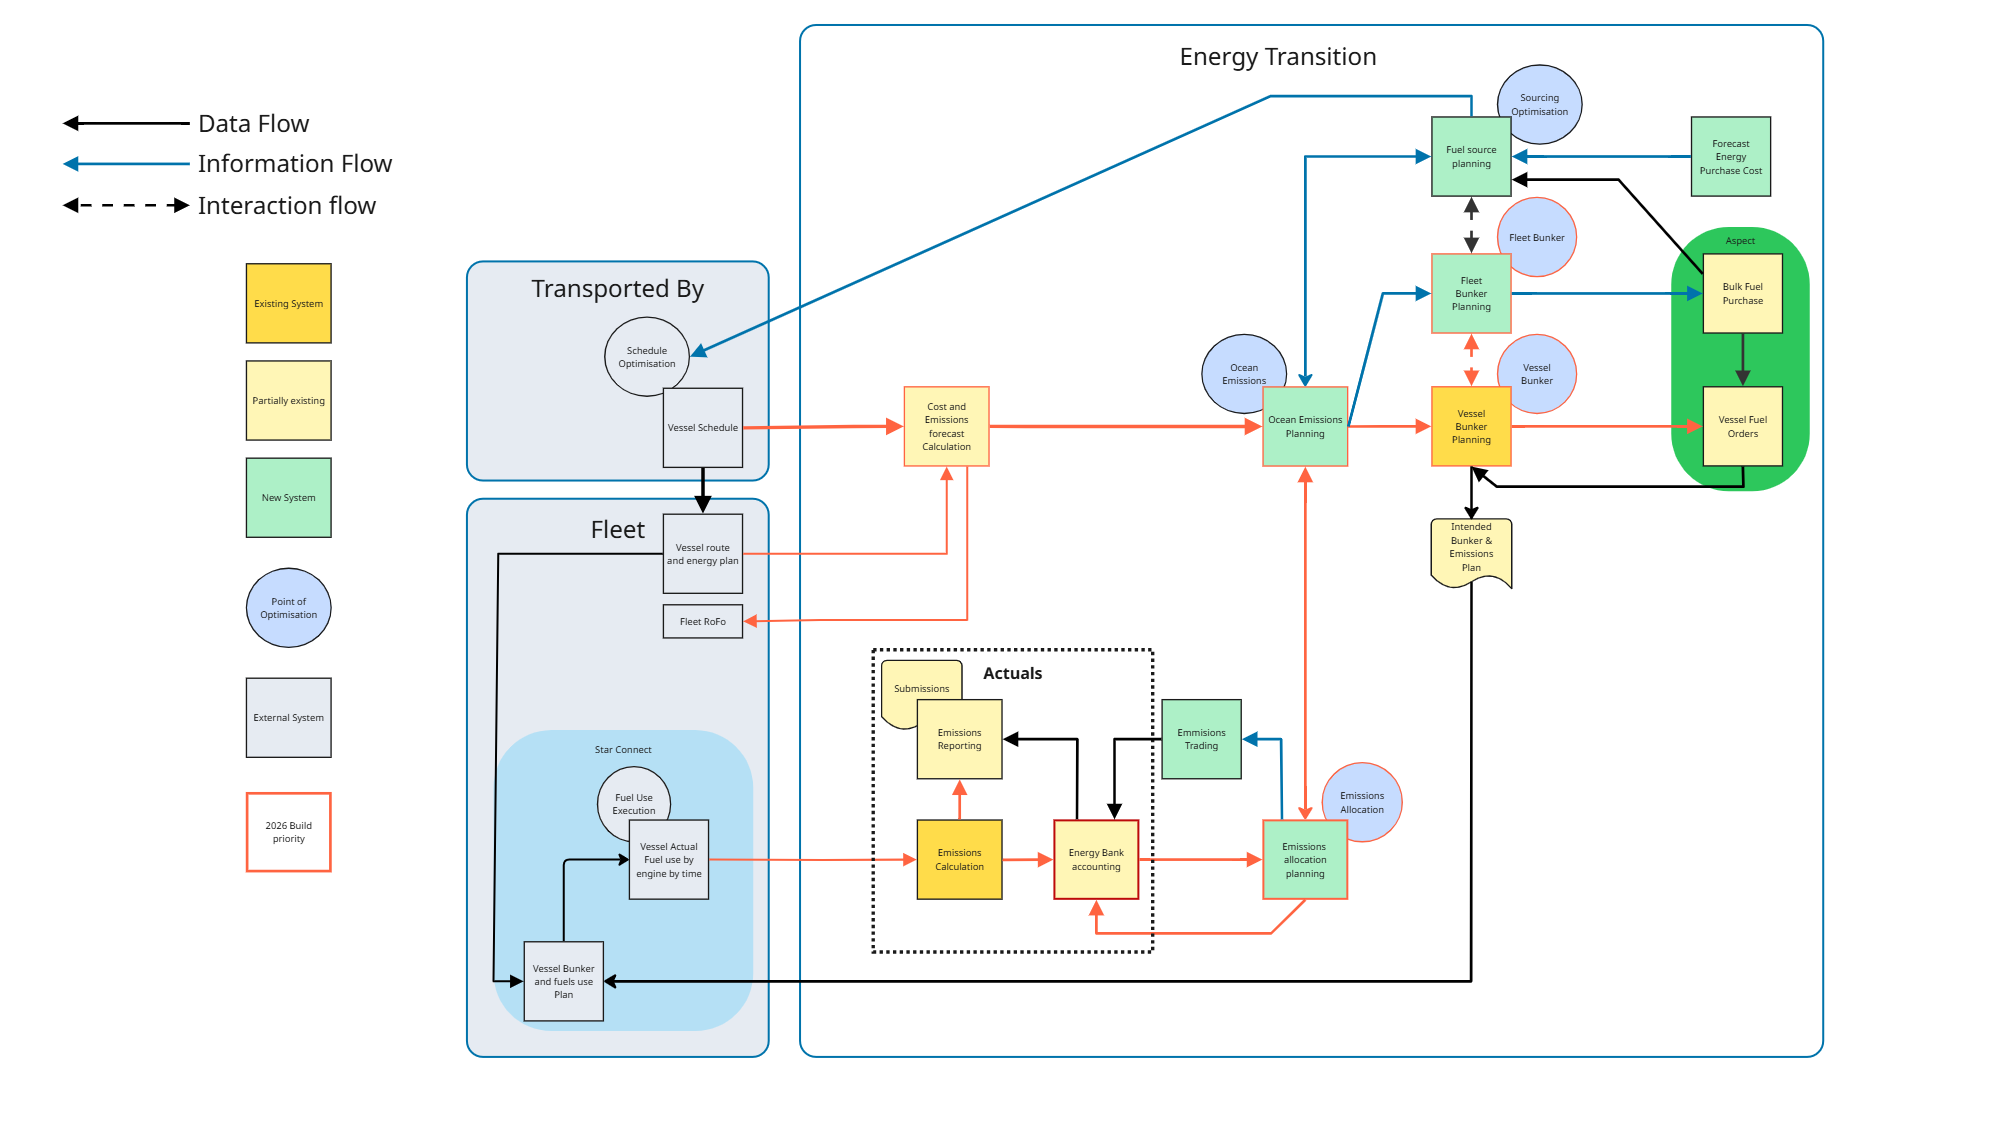 Energy Transition
Data Flow
Information Flow
Interaction flow
Existing System
Partially existing
New System
Point of
Optimisation
External System
2026 Build
priority
Transported By
Schedule
Optimisation
Vessel Schedule
Fleet
Vessel route
and energy plan
Fleet RoFo
Star Connect
Fuel Use
Execution
Vessel Actual
Fuel use by
engine by time
Vessel Bunker
and fuels use
Plan
Cost and
Emissions
forecast
Calculation
Ocean
Emissions
Ocean Emissions
Planning
Sourcing
Optimisation
Fuel source
planning
Forecast
Energy
Purchase Cost
Fleet Bunker
Fleet
Bunker
Planning
Aspect
Bulk Fuel
Purchase
Vessel
Bunker
Vessel
Bunker
Planning
Vessel Fuel
Orders
Intended
Bunker &
Emissions
Plan
Actuals
Submissions
Emissions
Reporting
Emmisions
Trading
Emissions
Allocation
Emissions
Calculation
Energy Bank
accounting
Emissions
allocation
planning